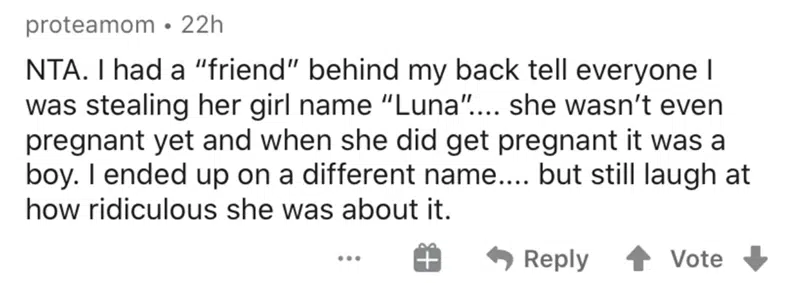 proteamom • 22h
NTA. I had a “friend” behind my back tell everyone I
was stealing her girl name “Luna”.... she wasn’t even
pregnant yet and when she did get pregnant it was a
boy. I ended up on a different name.... but still laugh at
how ridiculous she was about it.
... Reply Vote